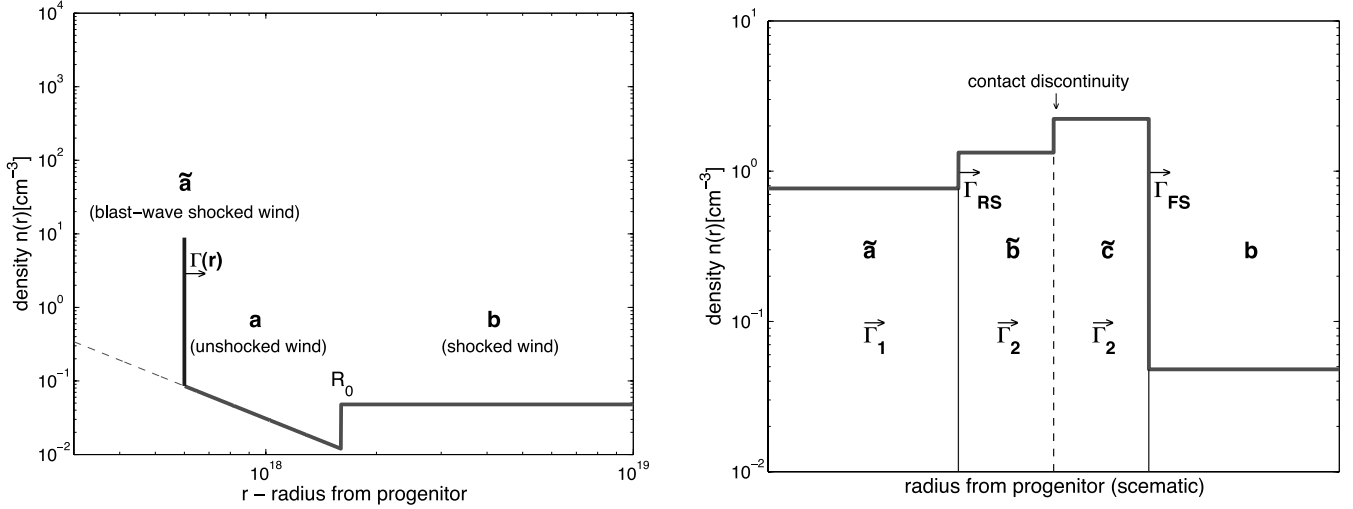 10^4
10^3
10^2
10^1
10^0
10^-1
10^-2
density n(r)[cm^-3]
ã
(blast-wave shocked wind)
Γ(r)
a
(unshocked wind)
b
(shocked wind)
R_0
10^18
10^19
r – radius from progenitor
10^1
10^0
10^-1
10^-2
density n(r)[cm^-3]
contact discontinuity
Γ_RS
Γ_FS
ã
b̃
c̃
b
Γ_1
Γ_2
Γ_2
radius from progenitor (scematic)